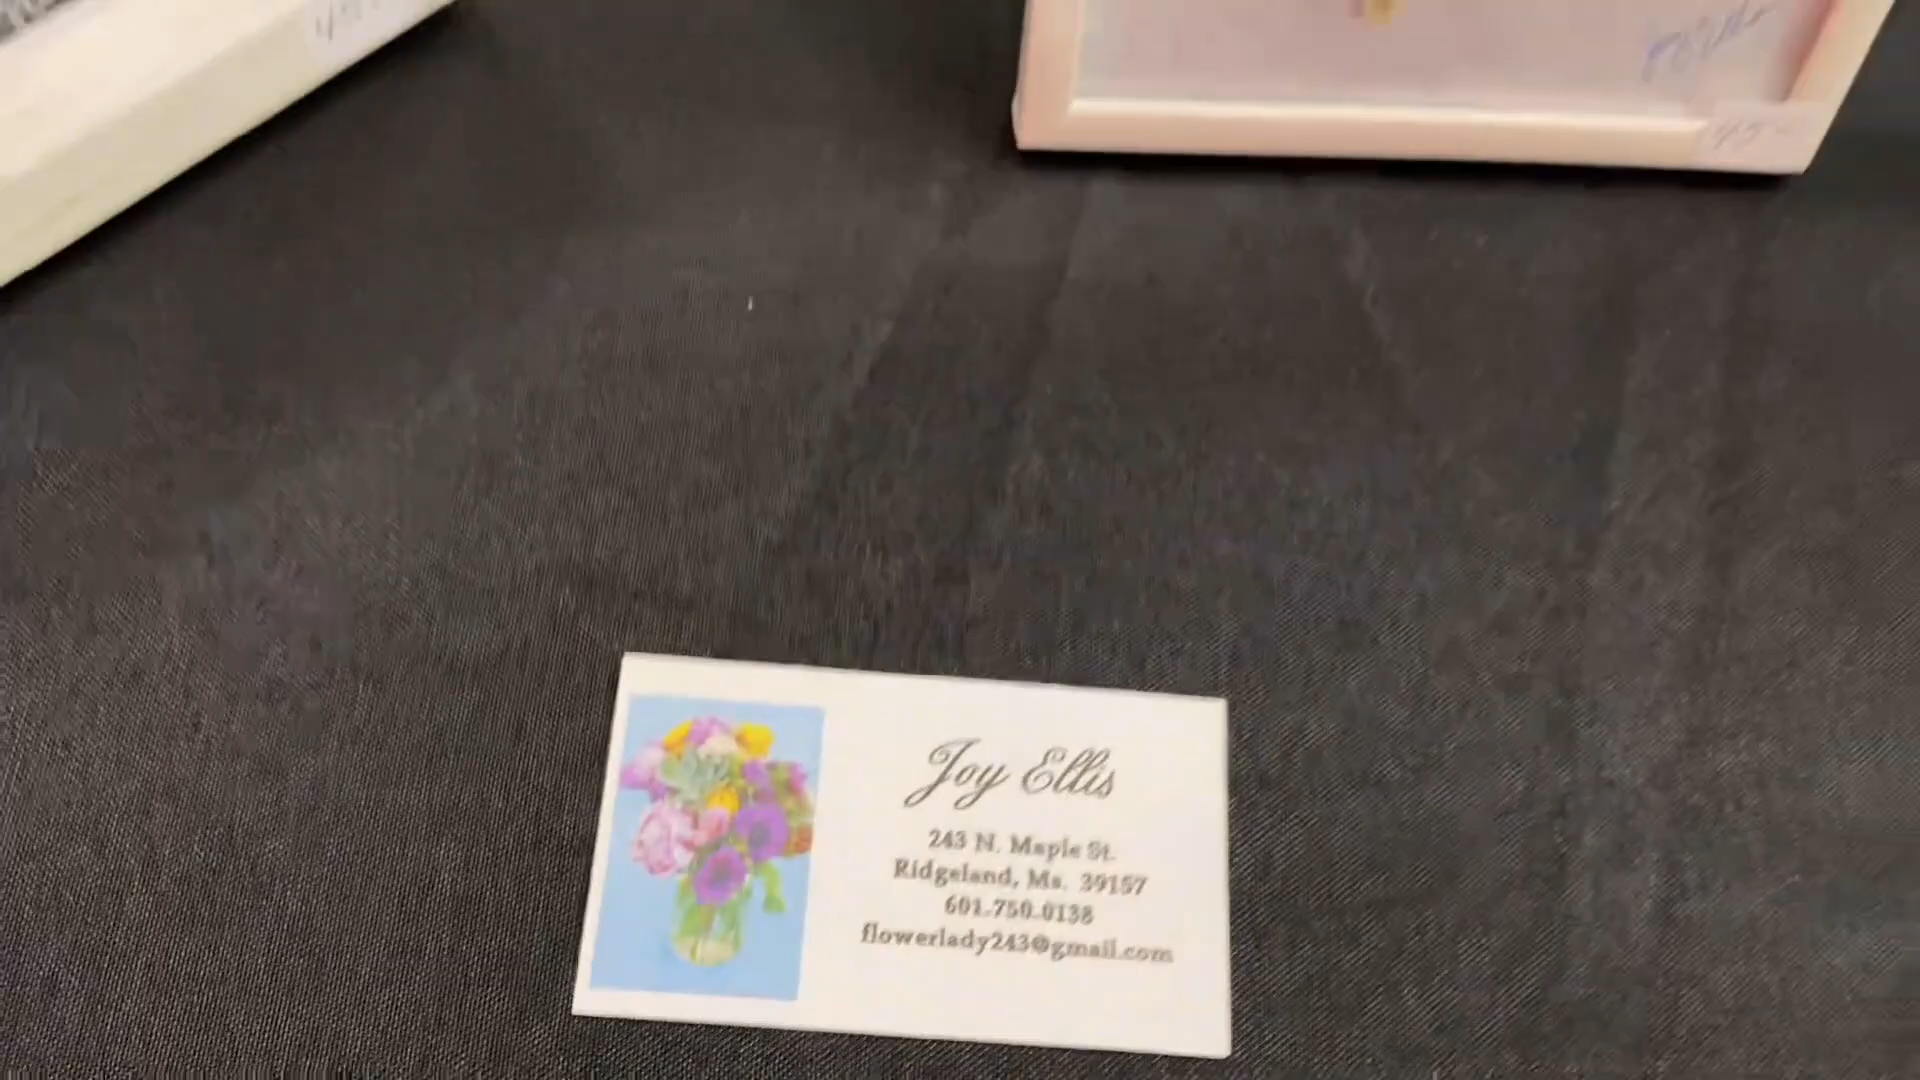 Joy Ellis
243 N. Maple St.
Ridgeland, Ms. 39157
601-750-0138
flowerlady243@gmail.com